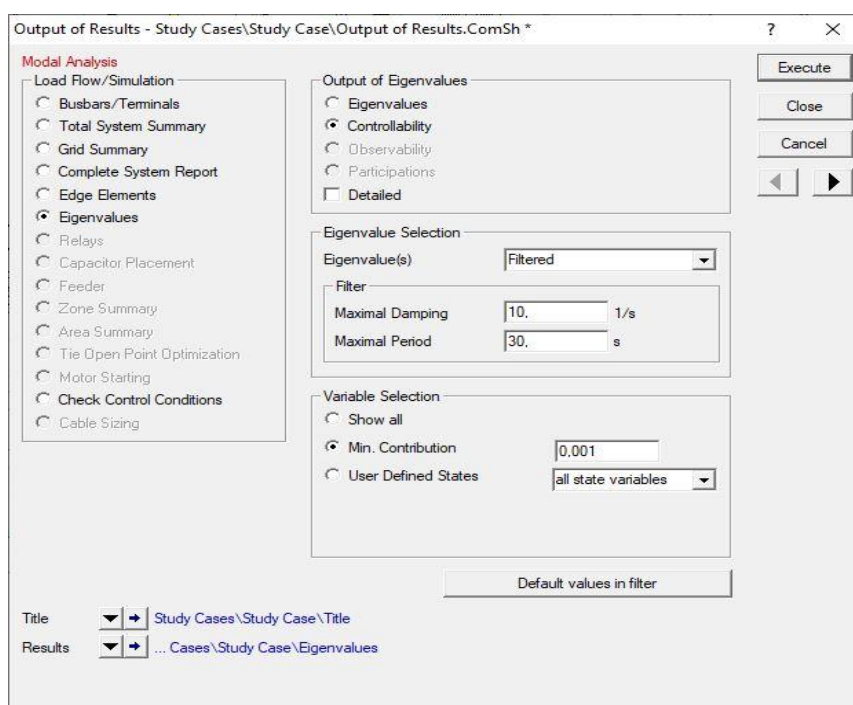 Output of Results - Study Cases\Study Case\Output of Results.ComSh *
?
Modal Analysis
Load Flow/Simulation
Busbars/Terminals
Total System Summary
Grid Summary
Complete System Report
Edge Elements
Eigenvalues
Relays
Capacitor Placement
Feeder
Zone Summary
Area Summary
Tie Open Point Optimization
Motor Starting
Check Control Conditions
Cable Sizing
Output of Eigenvalues
Eigenvalues
Controllability
Observability
Participations
Detailed
Eigenvalue Selection
Eigenvalue(s) Filtered
Filter
Maximal Damping 10, 1/s
Maximal Period 30, s
Variable Selection
Show all
Min. Contribution 0,001
User Defined States all state variables
Default values in filter
Execute
Close
Cancel
Title Study Cases\Study Case\Title
Results ... Cases\Study Case\Eigenvalues